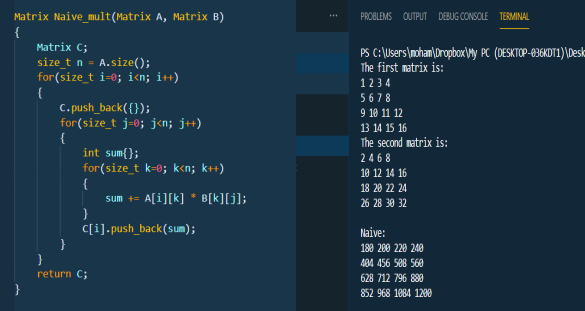 Matrix Naive_mult(Matrix A, Matrix B)
{
    Matrix C;
    size_t n = A.size();
    for(size_t i=0; i<n; i++)
    {
        C.push_back({});
        for(size_t j=0; j<n; j++)
        {
            int sum{};
            for(size_t k=0; k<n; k++)
            {
                sum += A[i][k] * B[k][j];
            }
            C[i].push_back(sum);
        }
    }
    return C;
}
...
PROBLEMS OUTPUT DEBUG CONSOLE TERMINAL
PS C:\Users\moham\Dropbox\My PC (DESKTOP-036KDT1)\Desk
The first matrix is:
1 2 3 4
5 6 7 8
9 10 11 12
13 14 15 16
The second matrix is:
2 4 6 8
10 12 14 16
18 20 22 24
26 28 30 32
Naive:
180 200 220 240
404 456 508 560
628 712 796 880
852 968 1084 1200